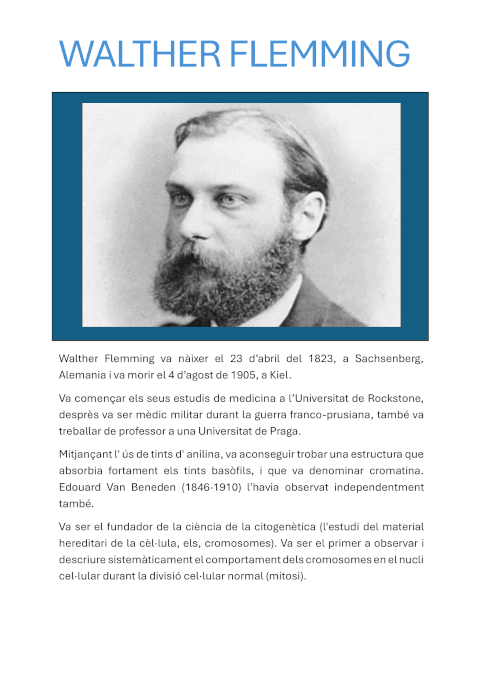 WALTHER FLEMMING
Walther Flemming va nàixer el 23 d'abril del 1823, a Sachsenberg,
Alemania i va morir el 4 d'agost de 1905, a Kiel.
Va començar els seus estudis de medicina a l'Universitat de Rockstone,
desprès va ser mèdic militar durant la guerra franco-prusiana, també va
treballar de professor a una Universitat de Praga.
Mitjançant l' ús de tints d' anilina, va aconseguir trobar una estructura que
absorbia fortament els tints basòfils, i que va denominar cromatina.
Edouard Van Beneden (1846-1910) l'havia observat independentment
també.
Va ser el fundador de la ciència de la citogenètica (l'estudi del material
hereditari de la cèl·lula, els, cromosomes). Va ser el primer a observar i
descriure sistemàticament el comportament dels cromosomes en el nucli
cel·lular durant la divisió cel·lular normal (mitosi).